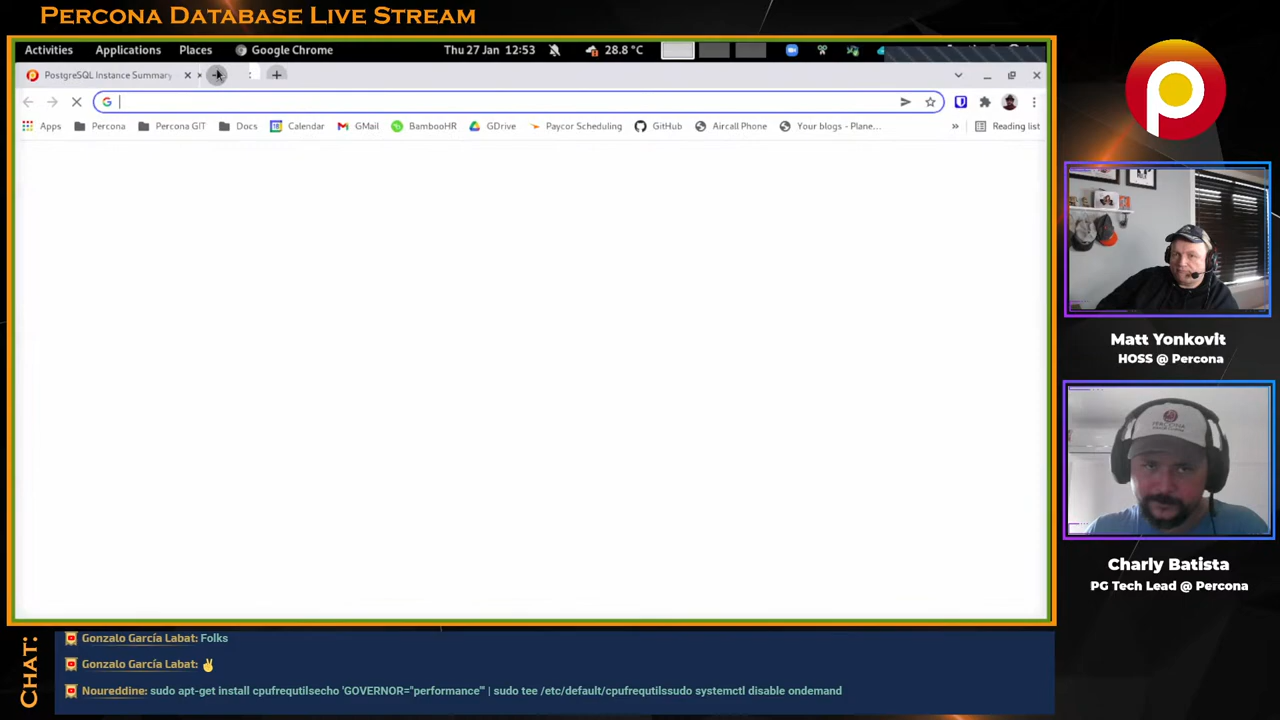 PERCONA DATABASE LIVE STREAM
Activities Applications Places Google Chrome Thu 27 Jan 12:53 28.8 °C
PostgreSQL Instance Summary
Apps Percona Percona GIT Docs Calendar GMail BambooHR GDrive Paycor Scheduling GitHub Aircall Phone Your blogs - Plane... » Reading list
Matt Yonkovit
HOSS @ Percona
Charly Batista
PG Tech Lead @ Percona
CHAT:
Gonzalo García Labat: Folks
Gonzalo García Labat: ✌
Noureddine: sudo apt-get install cpufrequtilsecho 'GOVERNOR="performance"' | sudo tee /etc/default/cpufrequtilssudo systemctl disable ondemand